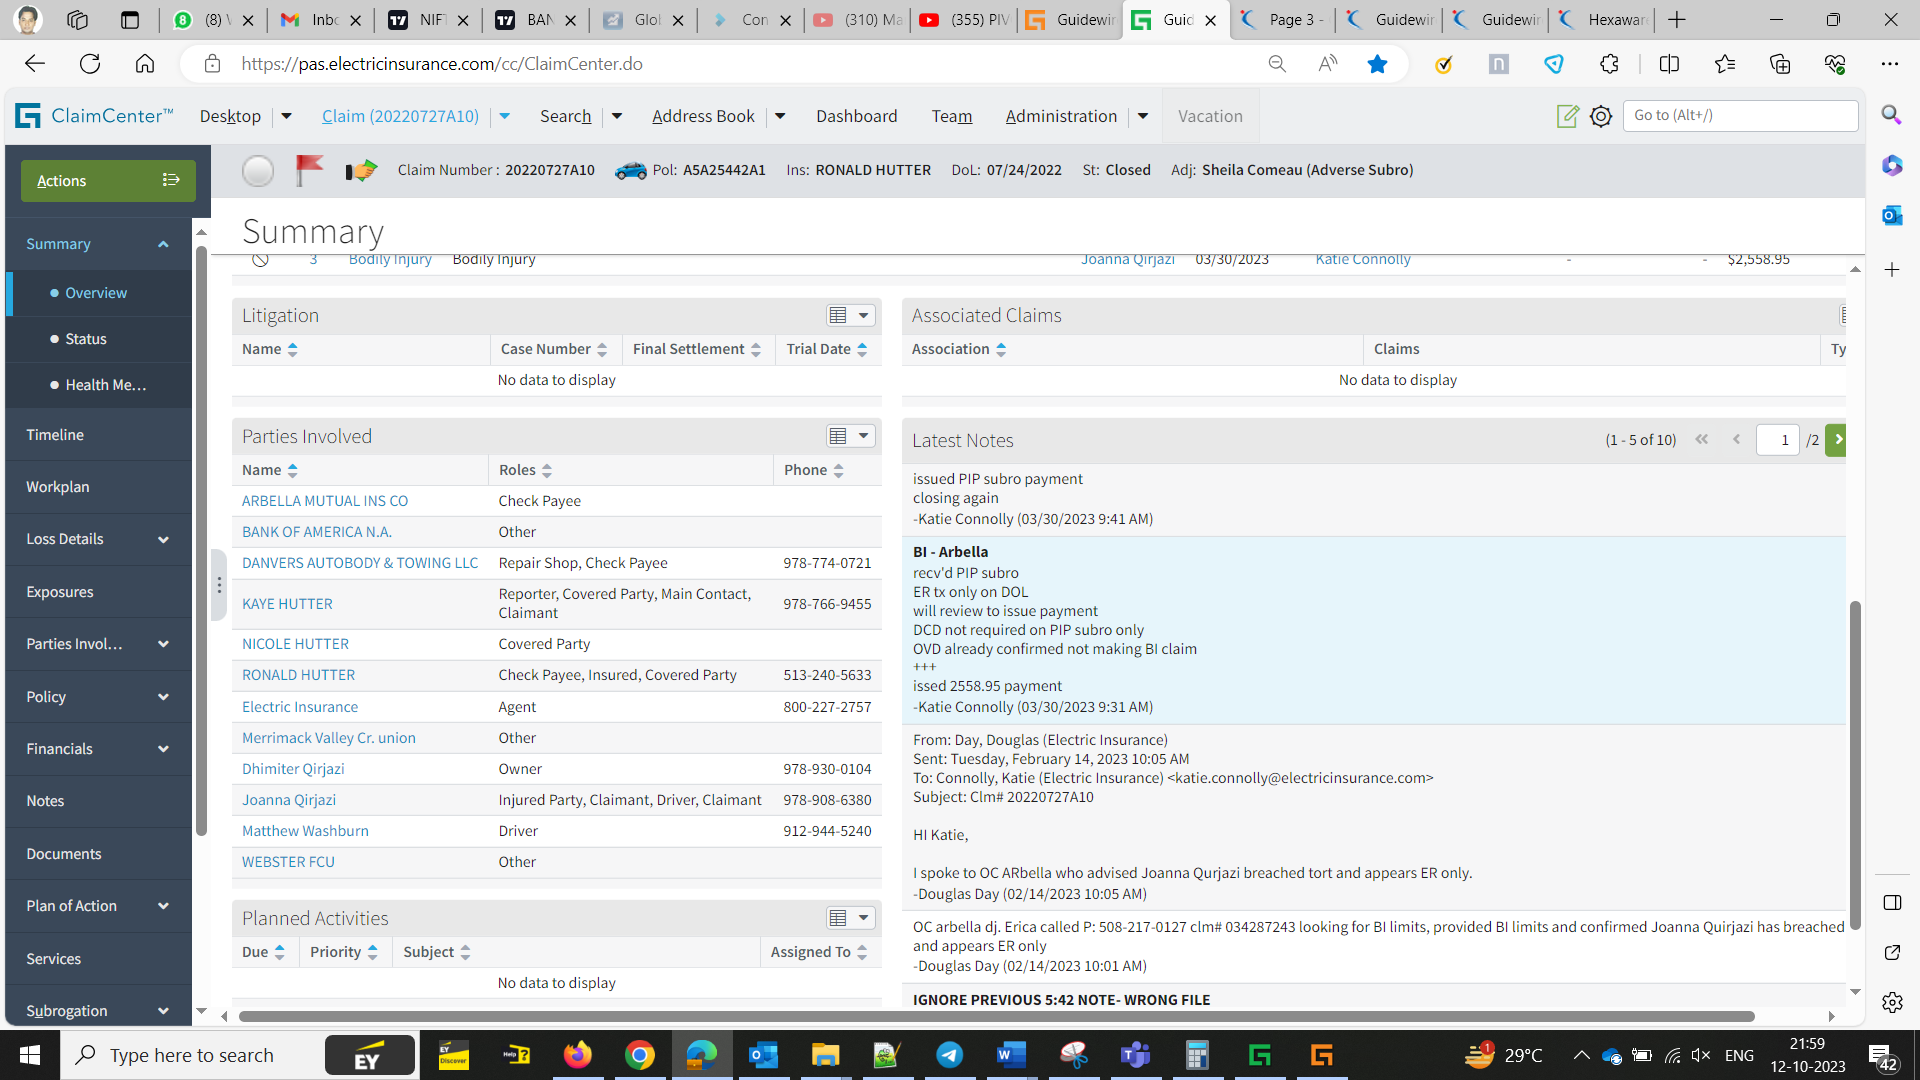 (8) W
Inbo
NIFT
BAN
Glob
Con
(310) Ma
(355) PIV
Guidewir
Guid
Page 3 -
Guidewir
Guidewir
Hexawar
https://pas.electricinsurance.com/cc/ClaimCenter.do
ClaimCenter™
Desktop
Claim (20220727A10)
Search
Address Book
Dashboard
Team
Administration
Vacation
Go to (Alt+/)
Actions
Claim Number : 20220727A10
Pol: A5A25442A1
Ins: RONALD HUTTER
DoL: 07/24/2022
St: Closed
Adj: Sheila Comeau (Adverse Subro)
Summary
Overview
Status
Health Me...
Timeline
Workplan
Loss Details
Exposures
Parties Invol...
Policy
Financials
Notes
Documents
Plan of Action
Services
Subrogation
Summary
3 Bodily Injury Bodily Injury Joanna Qirjazi 03/30/2023 Katie Connolly - - $2,558.95
Litigation
Name Case Number Final Settlement Trial Date
No data to display
Associated Claims
Association Claims Ty
No data to display
Parties Involved
Name Roles Phone
ARBELLA MUTUAL INS CO Check Payee
BANK OF AMERICA N.A. Other
DANVERS AUTOBODY & TOWING LLC Repair Shop, Check Payee 978-774-0721
KAYE HUTTER Reporter, Covered Party, Main Contact, Claimant 978-766-9455
NICOLE HUTTER Covered Party
RONALD HUTTER Check Payee, Insured, Covered Party 513-240-5633
Electric Insurance Agent 800-227-2757
Merrimack Valley Cr. union Other
Dhimiter Qirjazi Owner 978-930-0104
Joanna Qirjazi Injured Party, Claimant, Driver, Claimant 978-908-6380
Matthew Washburn Driver 912-944-5240
WEBSTER FCU Other
Planned Activities
Due Priority Subject Assigned To
No data to display
Latest Notes
(1 - 5 of 10) 1 /2
issued PIP subro payment
closing again
-Katie Connolly (03/30/2023 9:41 AM)
BI - Arbella
recv'd PIP subro
ER tx only on DOL
will review to issue payment
DCD not required on PIP subro only
OVD already confirmed not making BI claim
+++
issed 2558.95 payment
-Katie Connolly (03/30/2023 9:31 AM)
From: Day, Douglas (Electric Insurance)
Sent: Tuesday, February 14, 2023 10:05 AM
To: Connolly, Katie (Electric Insurance) <katie.connolly@electricinsurance.com>
Subject: Clm# 20220727A10
HI Katie,
I spoke to OC ARbella who advised Joanna Qurjazi breached tort and appears ER only.
-Douglas Day (02/14/2023 10:05 AM)
OC arbella dj. Erica called P: 508-217-0127 clm# 034287243 looking for BI limits, provided BI limits and confirmed Joanna Quirjazi has breached
and appears ER only
-Douglas Day (02/14/2023 10:01 AM)
IGNORE PREVIOUS 5:42 NOTE- WRONG FILE
Type here to search
EY
EY
Discover
Help ?
1
29°C
ENG
21:59
12-10-2023
42